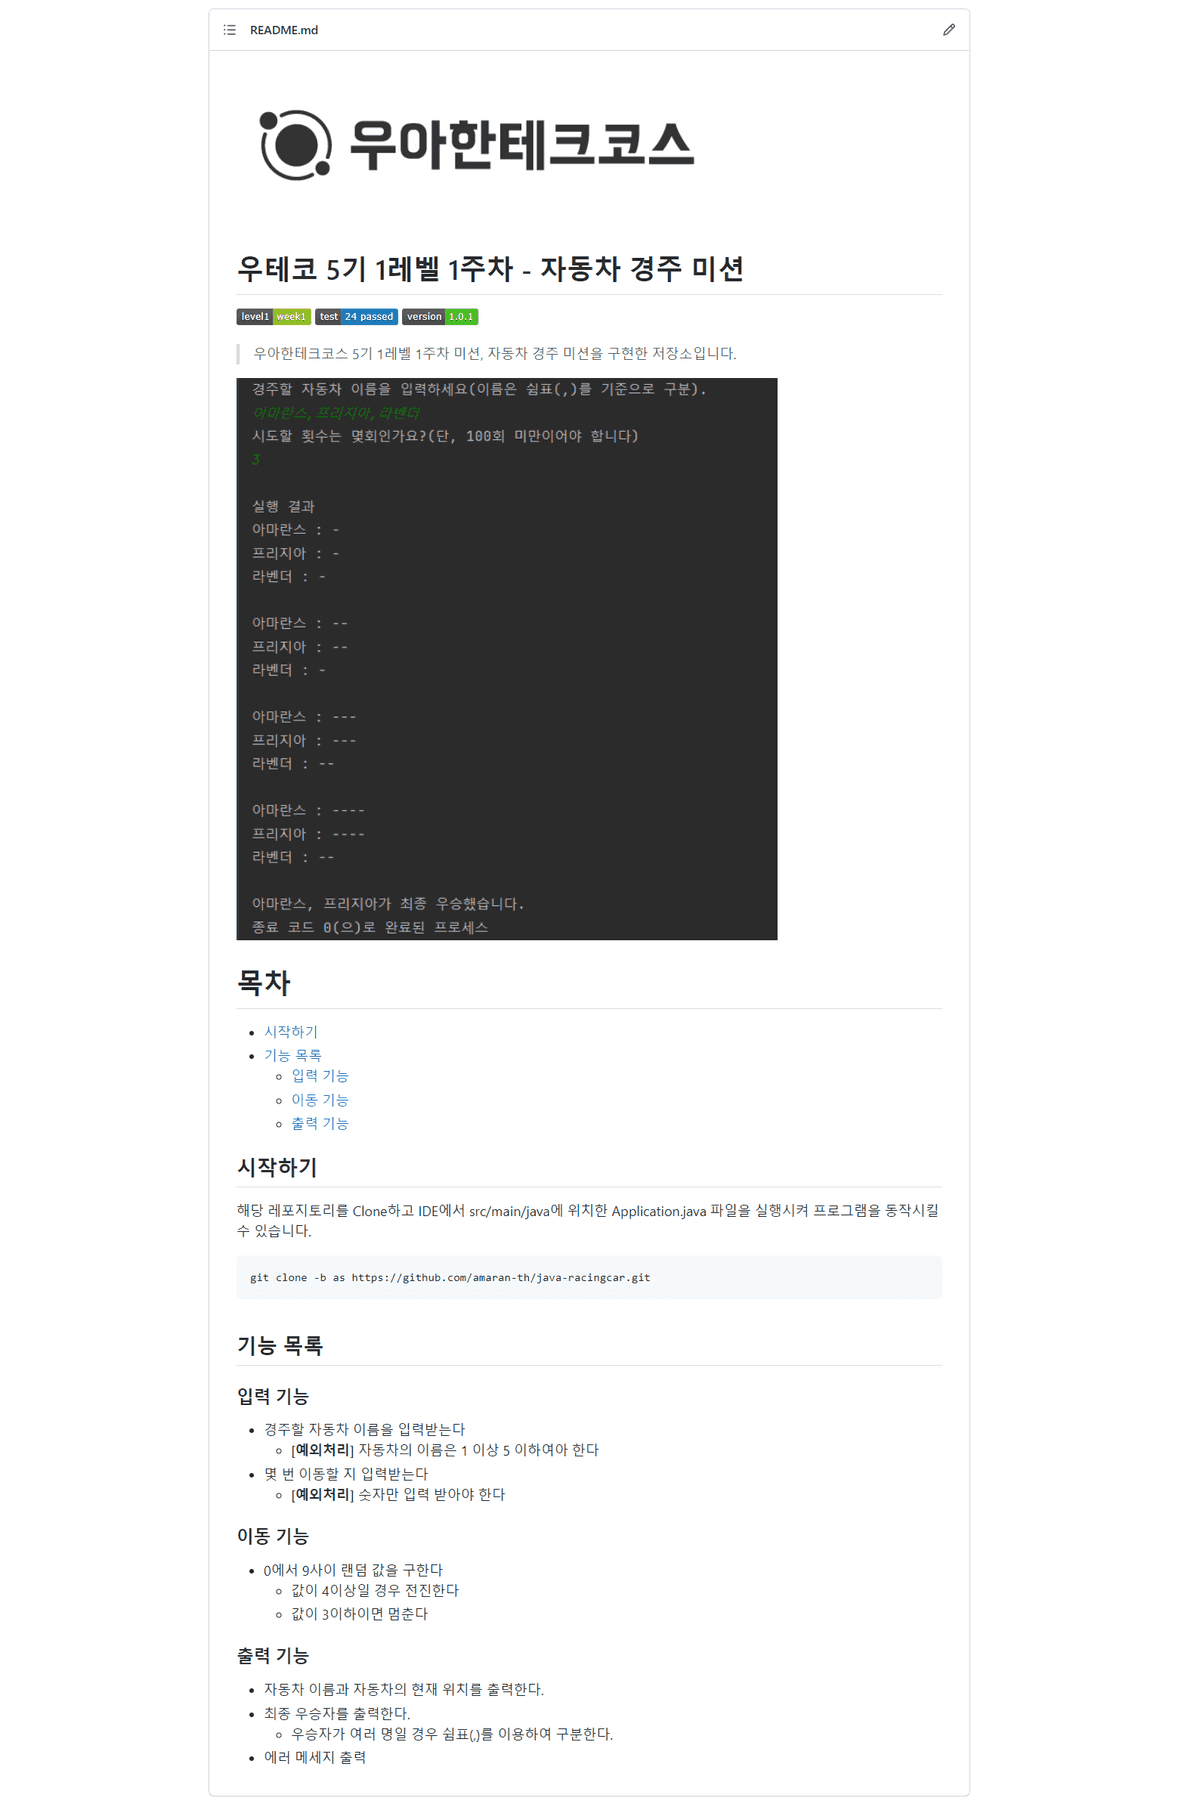 README.md
우아한테크코스
우테코 5기 1레벨 1주차 - 자동차 경주 미션
level1 week1 test 24 passed version 1.0.1
우아한테크코스 5기 1레벨 1주차 미션, 자동차 경주 미션을 구현한 저장소입니다.
경주할 자동차 이름을 입력하세요(이름은 쉼표(,)를 기준으로 구분).
아마란스, 프리지아, 라벤더
시도할 횟수는 몇회인가요?(단, 100회 미만이어야 합니다)
3
실행 결과
아마란스 : -
프리지아 : -
라벤더 : -
아마란스 : --
프리지아 : --
라벤더 : -
아마란스 : ---
프리지아 : ---
라벤더 : --
아마란스 : ----
프리지아 : ----
라벤더 : --
아마란스, 프리지아가 최종 우승했습니다.
종료 코드 0(으)로 완료된 프로세스
목차
시작하기
기능 목록
입력 기능
이동 기능
출력 기능
시작하기
해당 레포지토리를 Clone하고 IDE에서 src/main/java에 위치한 Application.java 파일을 실행시켜 프로그램을 동작시킬
수 있습니다.
git clone -b as https://github.com/amaran-th/java-racingcar.git
기능 목록
입력 기능
경주할 자동차 이름을 입력받는다
[예외처리] 자동차의 이름은 1 이상 5 이하여아 한다
몇 번 이동할 지 입력받는다
[예외처리] 숫자만 입력 받아야 한다
이동 기능
0에서 9사이 랜덤 값을 구한다
값이 4이상일 경우 전진한다
값이 3이하이면 멈춘다
출력 기능
자동차 이름과 자동차의 현재 위치를 출력한다.
최종 우승자를 출력한다.
우승자가 여러 명일 경우 쉼표(,)를 이용하여 구분한다.
에러 메세지 출력